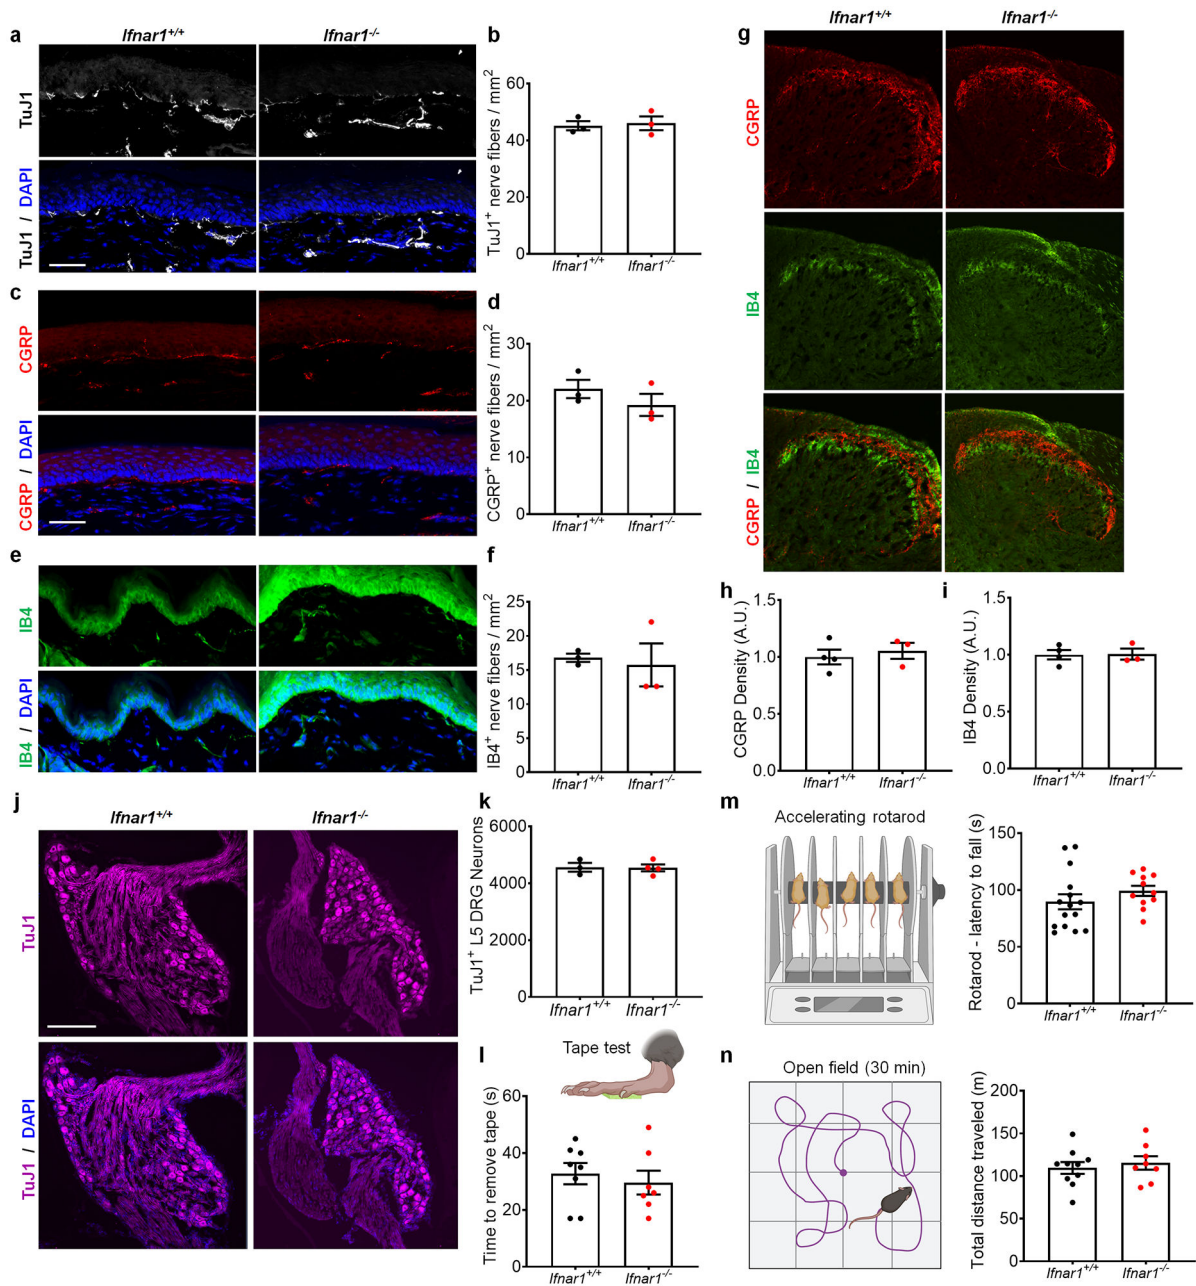 a
Ifnar1+/+
Ifnar1-/-
TuJ1
TuJ1 / DAPI
b
TuJ1+ nerve fibers / mm2
60
40
20
0
Ifnar1+/+
Ifnar1-/-
c
CGRP
CGRP / DAPI
d
CGRP+ nerve fibers / mm2
30
20
10
0
Ifnar1+/+
Ifnar1-/-
e
IB4
IB4 / DAPI
f
IB4+ nerve fibers / mm2
25
20
15
10
5
0
Ifnar1+/+
Ifnar1-/-
g
Ifnar1+/+
Ifnar1-/-
CGRP
IB4
CGRP / IB4
h
CGRP Density (A.U.)
1.5
1.0
0.5
0.0
Ifnar1+/+
Ifnar1-/-
i
IB4 Density (A.U.)
1.5
1.0
0.5
0.0
Ifnar1+/+
Ifnar1-/-
j
Ifnar1+/+
Ifnar1-/-
TuJ1
TuJ1 / DAPI
k
TuJ1+ L5 DRG Neurons
6000
4000
2000
0
Ifnar1+/+
Ifnar1-/-
l
Tape test
Time to remove tape (s)
60
40
20
0
Ifnar1+/+
Ifnar1-/-
m
Accelerating rotarod
Rotarod - latency to fall (s)
150
100
50
0
Ifnar1+/+
Ifnar1-/-
n
Open field (30 min)
Total distance traveled (m)
200
150
100
50
0
Ifnar1+/+
Ifnar1-/-